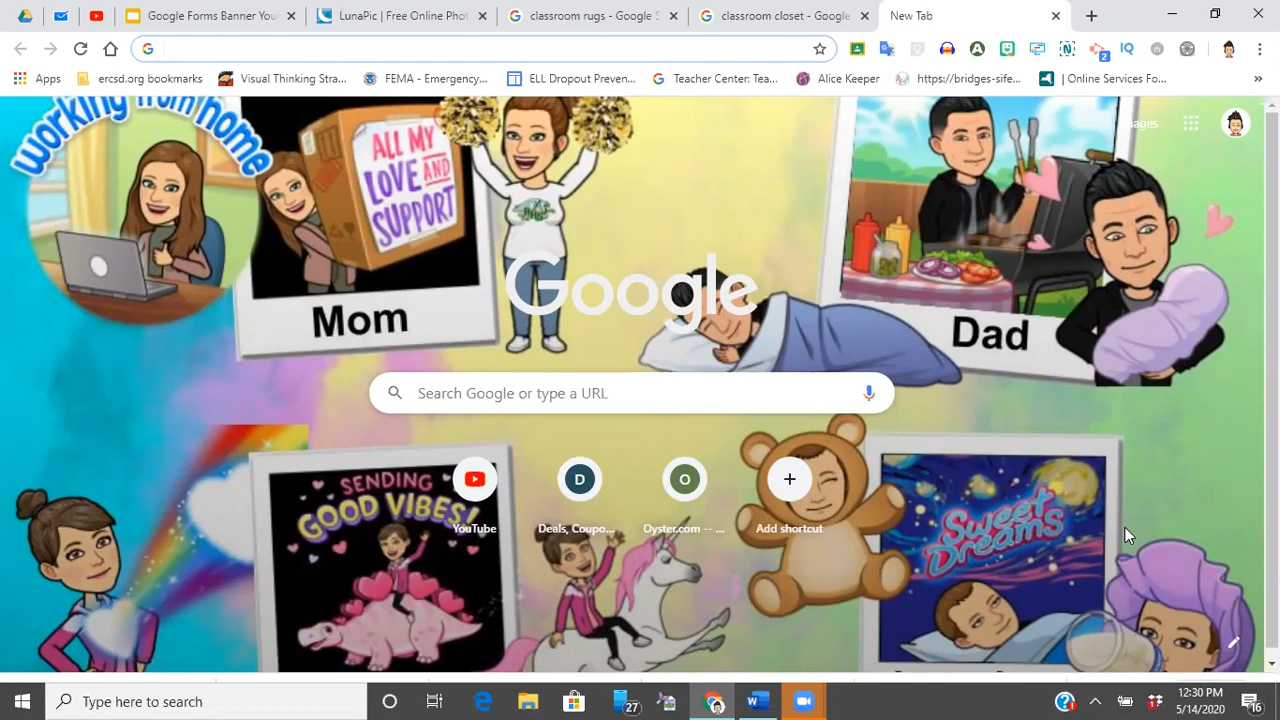 Google Forms Banner You
LunaPic | Free Online Phot
classroom rugs - Google S
classroom clock - Google
New Tab
Apps
ercsd.org bookmarks
Visual Thinking Stra...
FEMA - Emergency...
ELL Dropout Preven...
Teacher Center: Tea...
Alice Keeper
https://bridges-sife...
| Online Services Fo...
working from home
ALL MY
LOVE AND
SUPPORT
Mom
Dad
Google
Search Google or type a URL
SENDING
GOOD VIBES!
Sweet
Dreams
D
O
YouTube
Deals, Coupo...
Oyster.com -- ...
Add shortcut
Type here to search
27
12:30 PM
5/14/2020
16